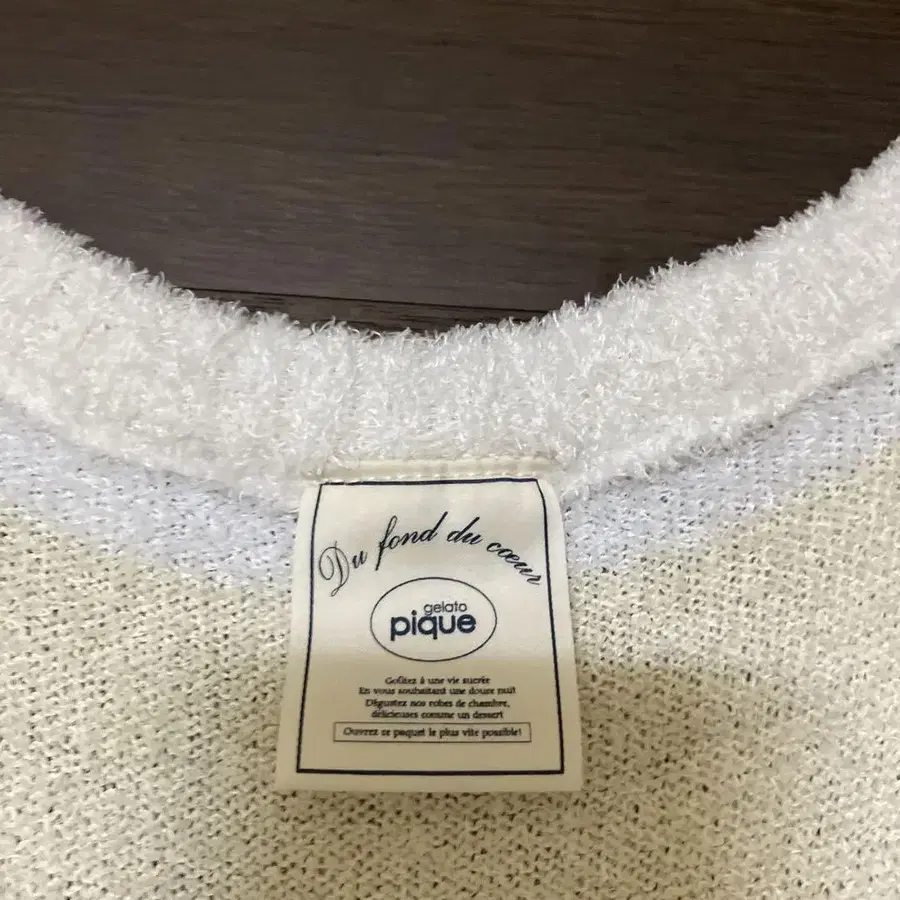 Du fond du cœur
gelato
pique
Goûtez à une vie sucrée
En vous souhaitant une douce nuit
Dégustez nos robes de chambre,
délicieuses comme un dessert
Ouvrez ce paquet le plus vite possible!